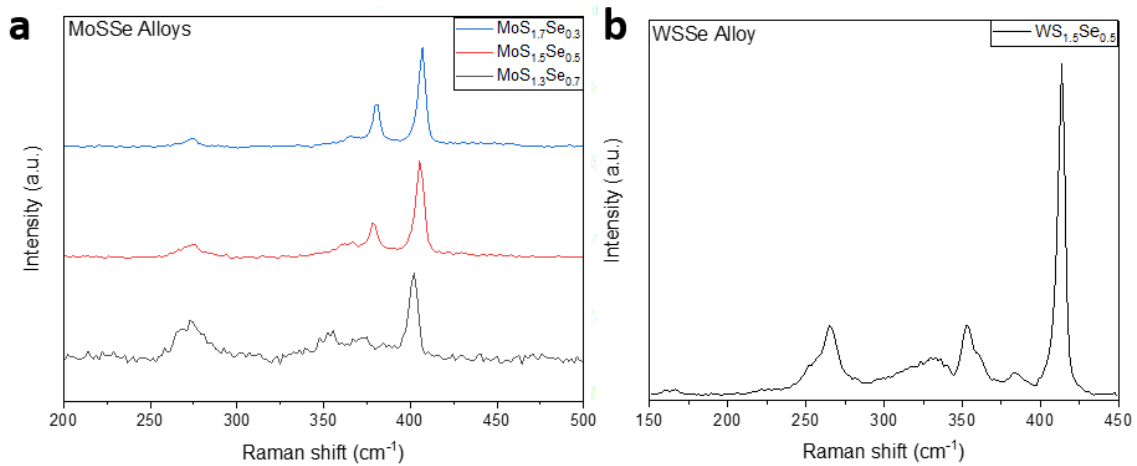 a
MoSSe Alloys
MoS1.7Se0.3
MoS1.5Se0.5
MoS1.3Se0.7
Intensity (a.u.)
200 250 300 350 400 450 500
Raman shift (cm-1)
b
WSSe Alloy
WS1.5Se0.5
Intensity (a.u.)
150 200 250 300 350 400 450
Raman shift (cm-1)